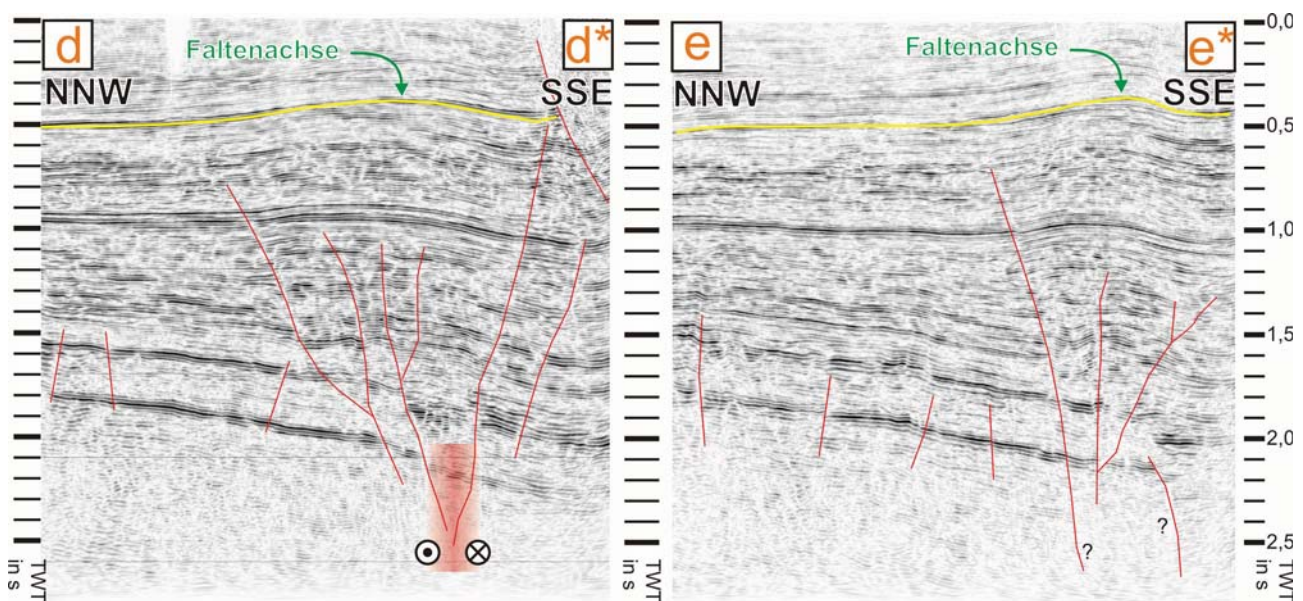 d
Faltenachse
d*
NNW
SSE
TWT
in s
e
Faltenachse
e*
NNW
SSE
?
?
0,0
0,5
1,0
1,5
2,0
2,5
TWT
in s